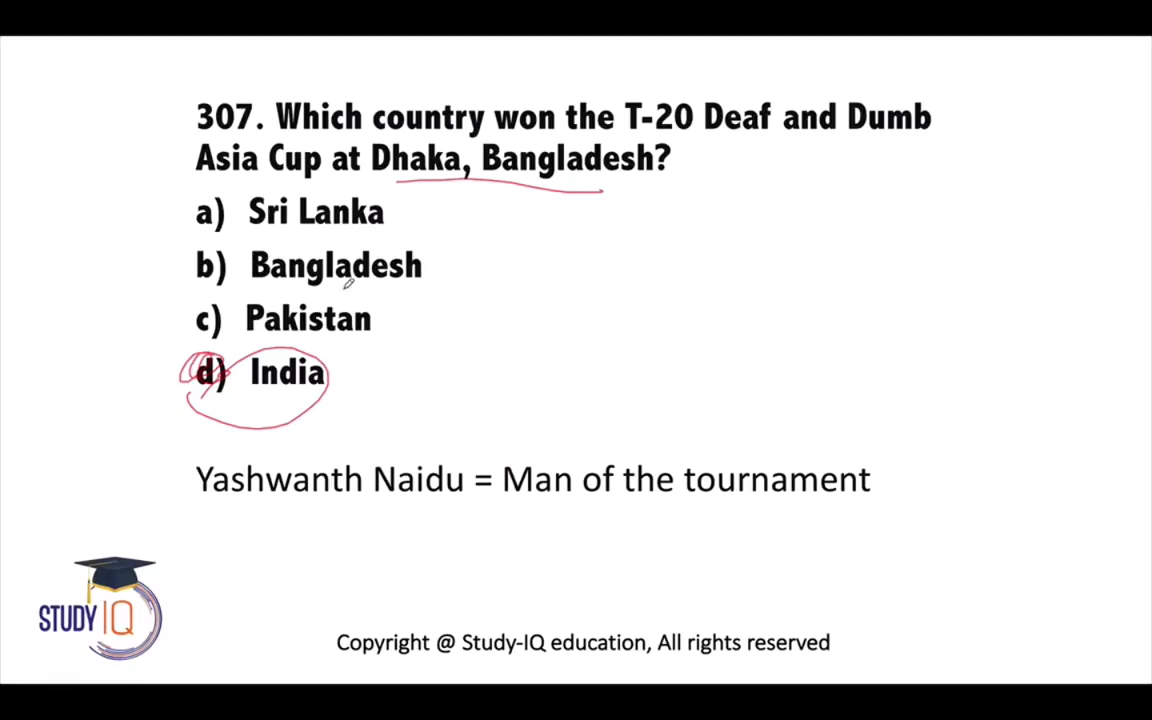 307. Which country won the T-20 Deaf and Dumb
Asia Cup at Dhaka, Bangladesh?
a) Sri Lanka
b) Bangladesh
c) Pakistan
d) India
Yashwanth Naidu = Man of the tournament
STUDY IQ
Copyright @ Study-IQ education, All rights reserved